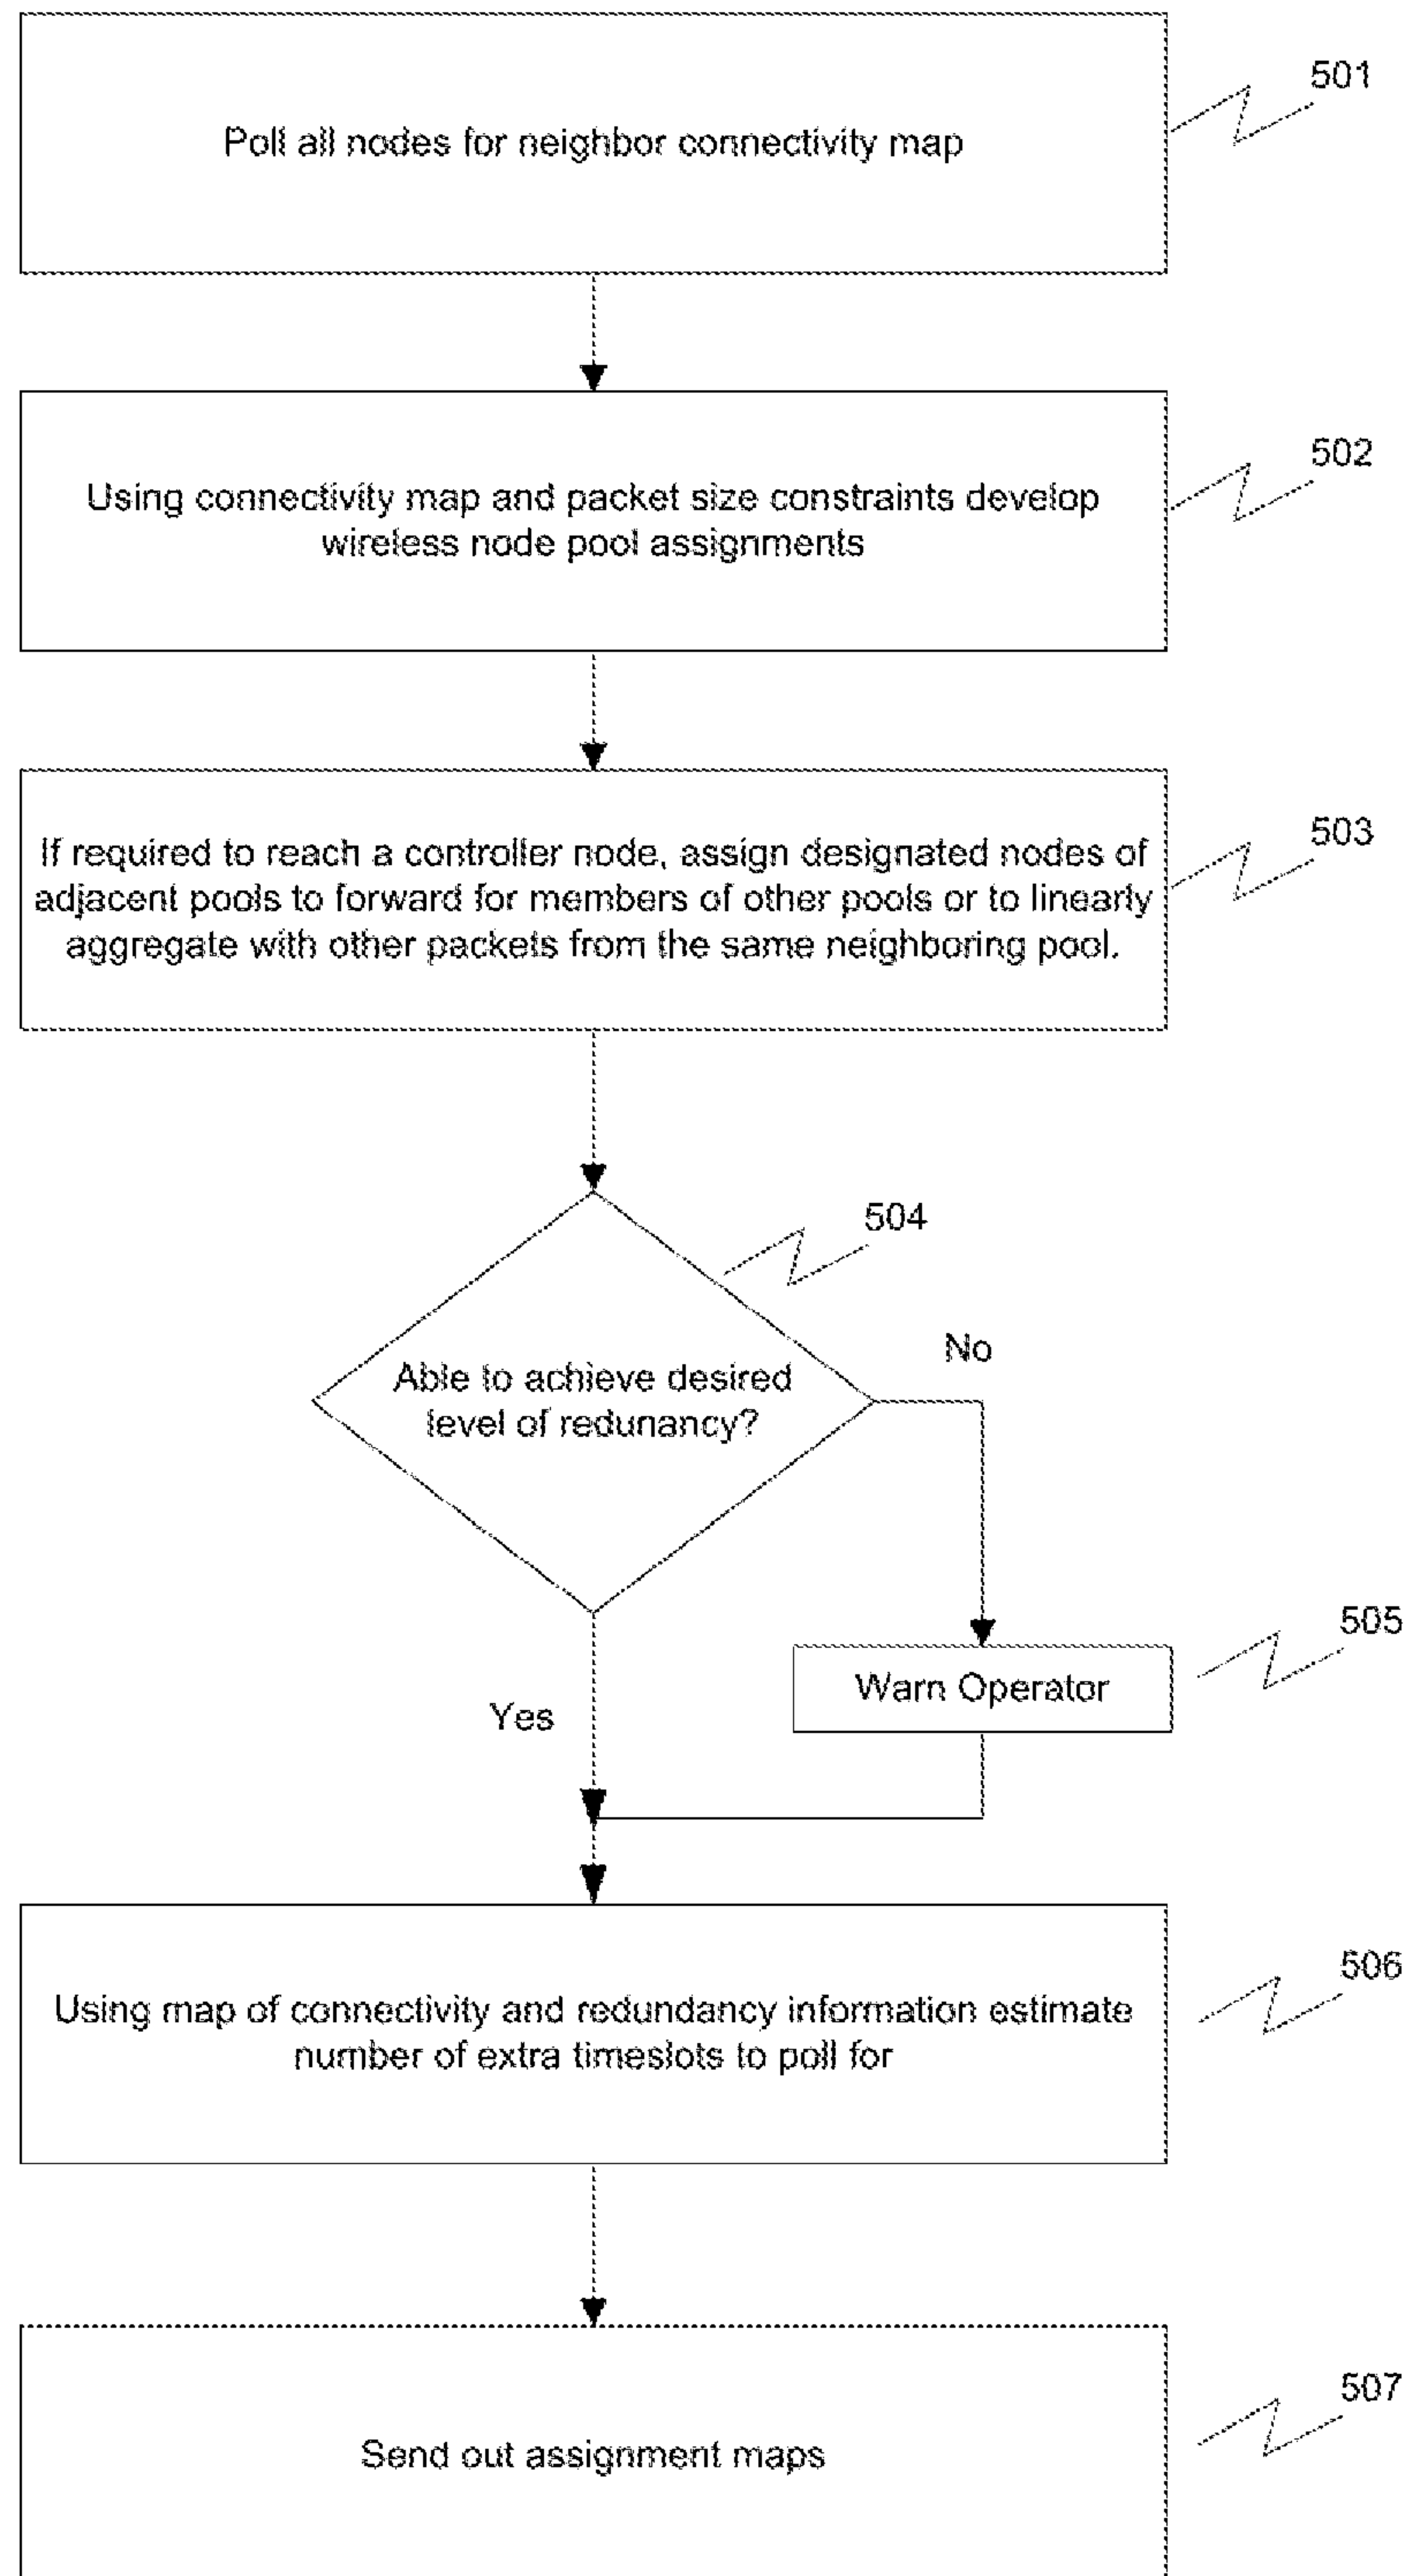 501
Poll all nodes for neighbor connectivity map
502
Using connectivity map and packet size constraints develop
wireless node pool assignments
503
If required to reach a controller node, assign designated nodes of
adjacent pools to forward for members of other pools or to linearly
aggregate with other packets from the same neighboring pool.
504
No
Able to achieve desired
level of redunancy?
505
Warn Operator
Yes
506
Using map of connectivity and redundancy information estimate
number of extra timeslots to poll for
507
Send out assignment maps